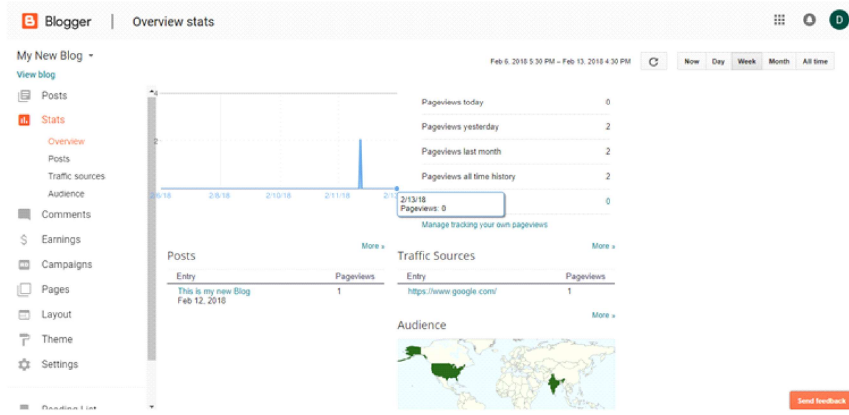 Blogger | Overview stats
D
My New Blog
View blog
Feb 6, 2018 5:30 PM – Feb 13, 2018 4:30 PM
Now Day Week Month All time
Posts
Stats
Overview
Posts
Traffic sources
Audience
Comments
Earnings
Campaigns
Pages
Layout
Theme
Settings
Reading List
4
2
2/6/18 2/8/18 2/10/18 2/11/18
2/13/18
Pageviews: 0
Pageviews today 0
Pageviews yesterday 2
Pageviews last month 2
Pageviews all time history 2
0
Manage tracking your own pageviews
More »
Posts
Entry Pageviews
This is my new Blog 1
Feb 12, 2018
More »
Traffic Sources
Entry Pageviews
https://www.google.com/ 1
More »
Audience
Send feedback